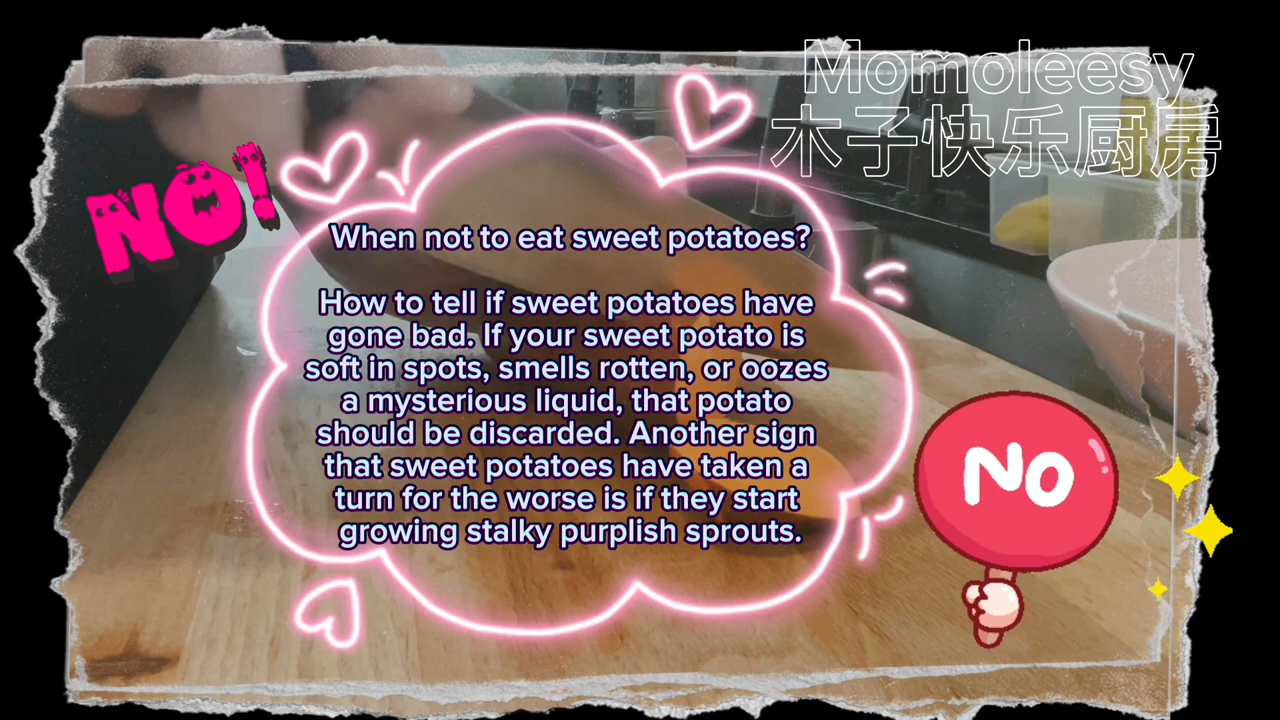 Momoleesy
木子快乐厨房
NO!
When not to eat sweet potatoes?
How to tell if sweet potatoes have
gone bad. If your sweet potato is
soft in spots, smells rotten, or oozes
a mysterious liquid, that potato
should be discarded. Another sign
that sweet potatoes have taken a
turn for the worse is if they start
growing stalky purplish sprouts.
NO